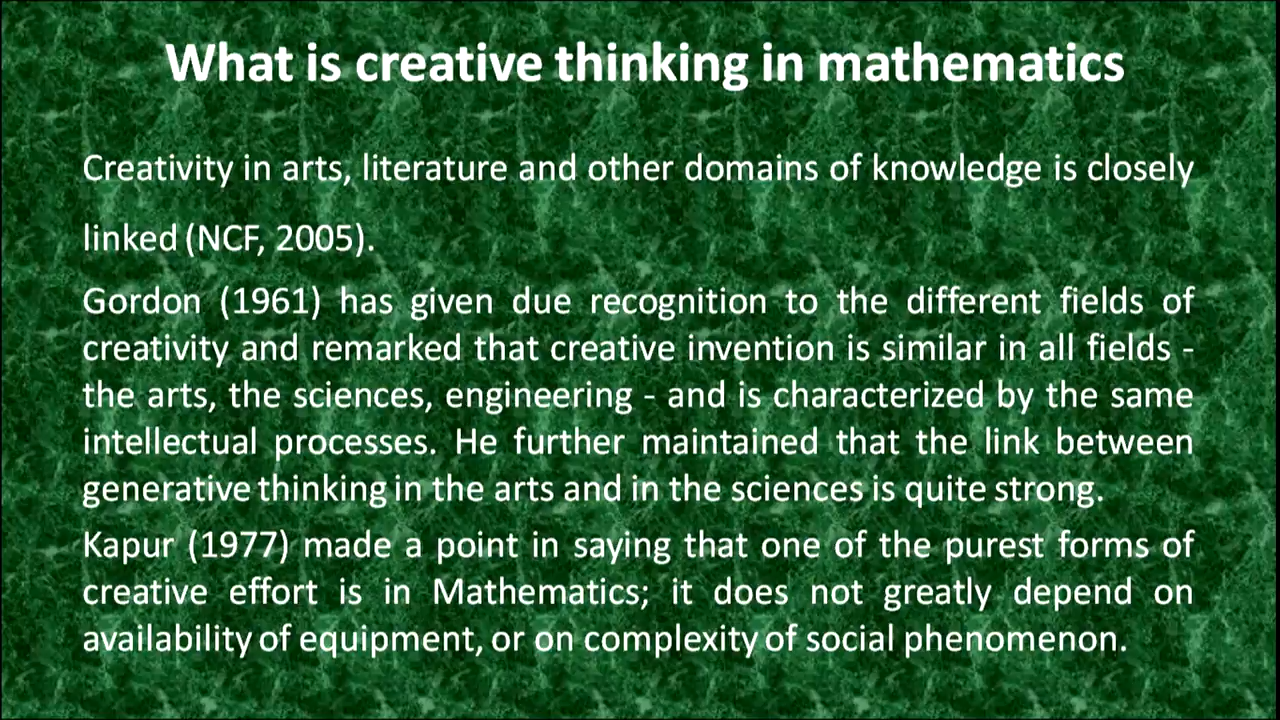 What is creative thinking in mathematics
Creativity in arts, literature and other domains of knowledge is closely
linked (NCF, 2005).
Gordon (1961) has given due recognition to the different fields of
creativity and remarked that creative invention is similar in all fields -
the arts, the sciences, engineering - and is characterized by the same
intellectual processes. He further maintained that the link between
generative thinking in the arts and in the sciences is quite strong.
Kapur (1977) made a point in saying that one of the purest forms of
creative effort is in Mathematics; it does not greatly depend on
availability of equipment, or on complexity of social phenomenon.